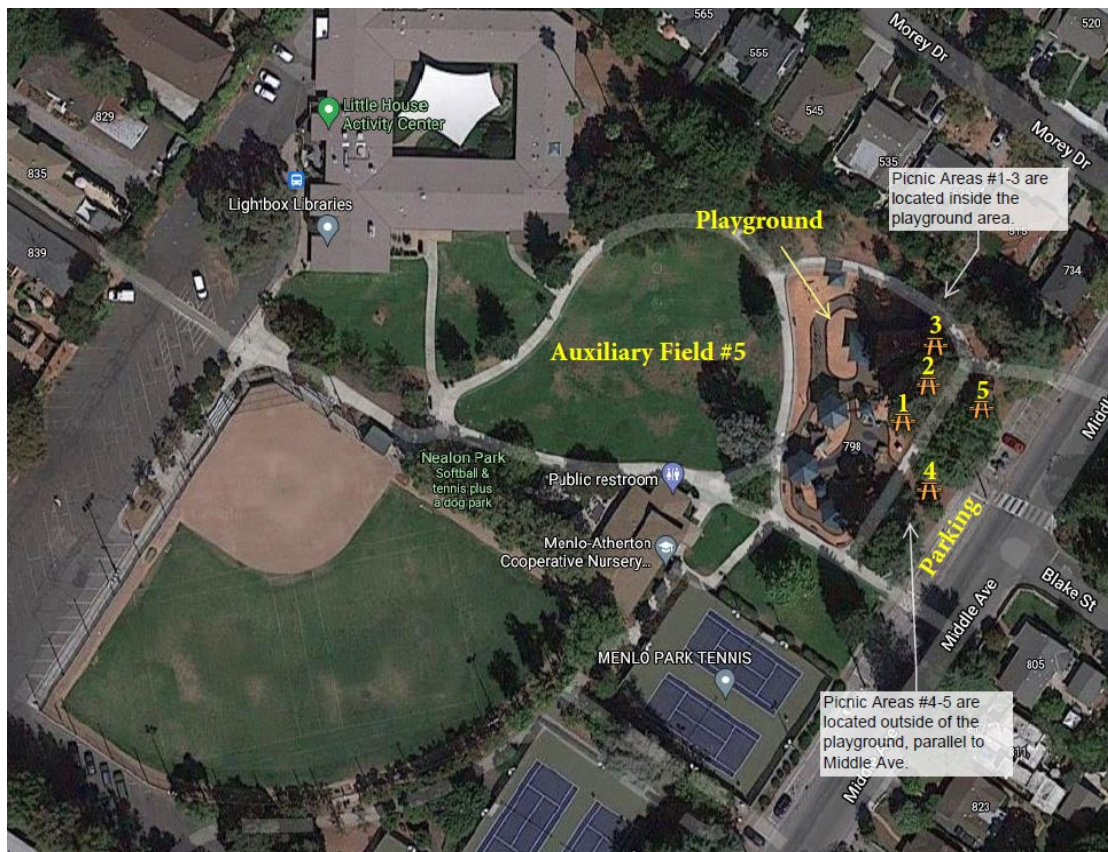 565
520
Morey Dr
555
829
545
Little House
Activity Center
Morey Dr
535
835
Picnic Areas #1-3 are
located inside the
playground area.
Lightbox Libraries
Playground
839
734
3
Auxiliary Field #5
2
5
1
Middle
798
Nealon Park
Softball &
tennis plus
a dog park
Public restroom
4
Parking
Menlo-Atherton
Cooperative Nursery...
Blake St
Middle Ave
MENLO PARK TENNIS
805
Picnic Areas #4-5 are
located outside of the
playground, parallel to
Middle Ave.
823